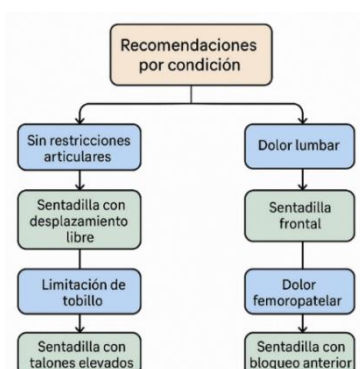 Recomendaciones
por condición
Sin restricciones
articulares
Sentadilla con
desplazamiento
libre
Limitación de
tobillo
Sentadilla con
talones elevados
Dolor lumbar
Sentadilla
frontal
Dolor
femoropatelar
Sentadilla con
bloqueo anterior